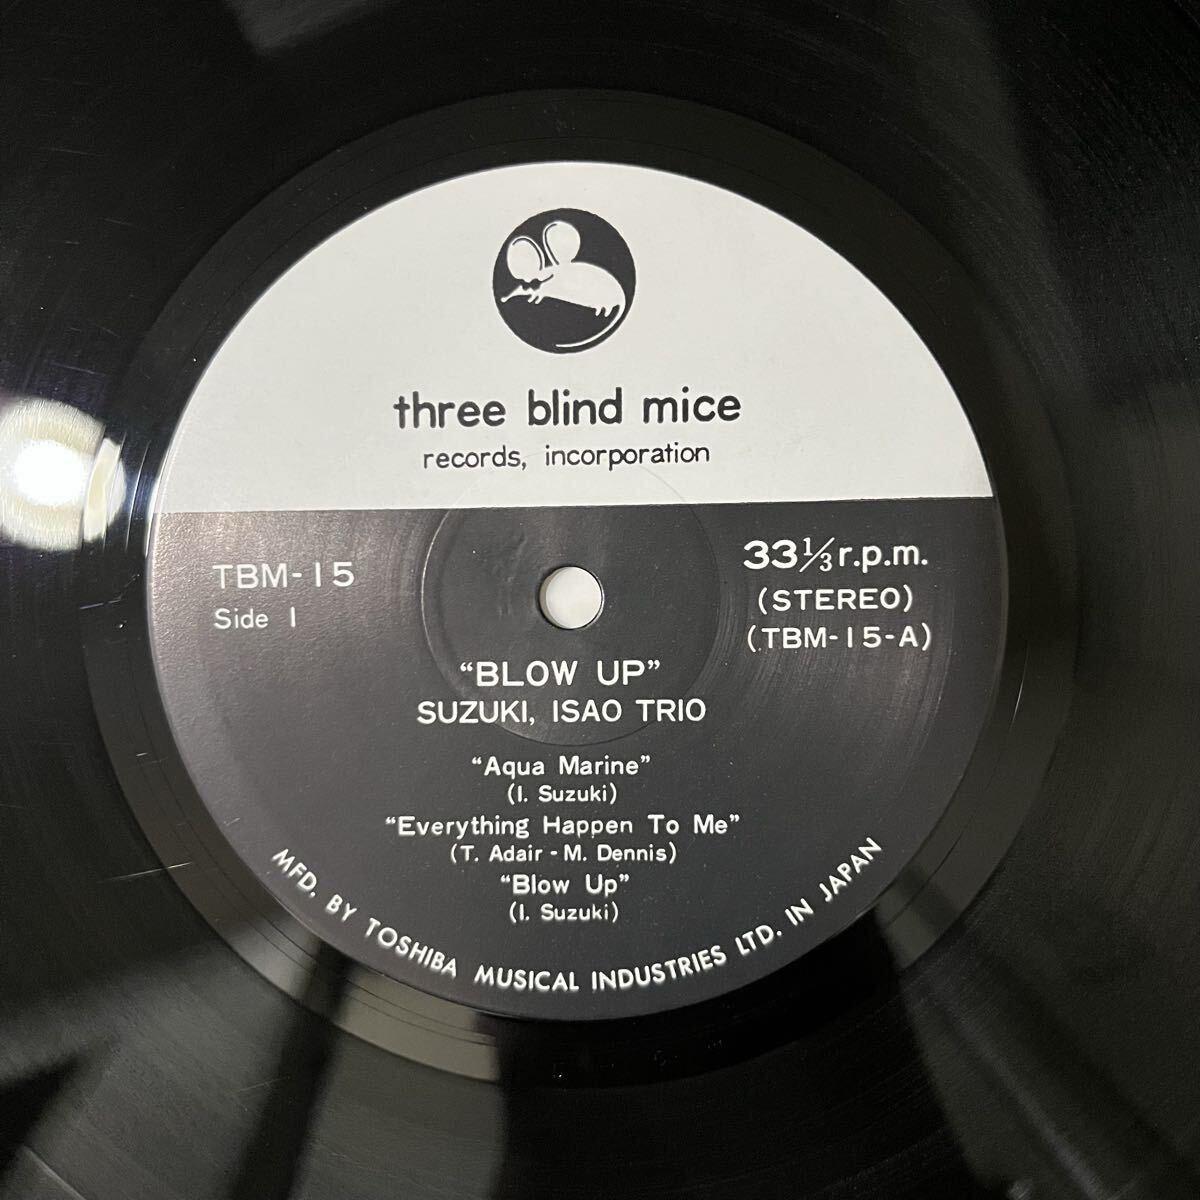 three blind mice
records, incorporation
TBM-15
Side 1
33 1/3 r.p.m.
(STEREO)
(TBM-15-A)
“BLOW UP”
SUZUKI, ISAO TRIO
“Aqua Marine”
(I. Suzuki)
“Everything Happen To Me”
(T. Adair - M. Dennis)
“Blow Up”
(I. Suzuki)
MFD. BY TOSHIBA MUSICAL INDUSTRIES LTD. IN JAPAN